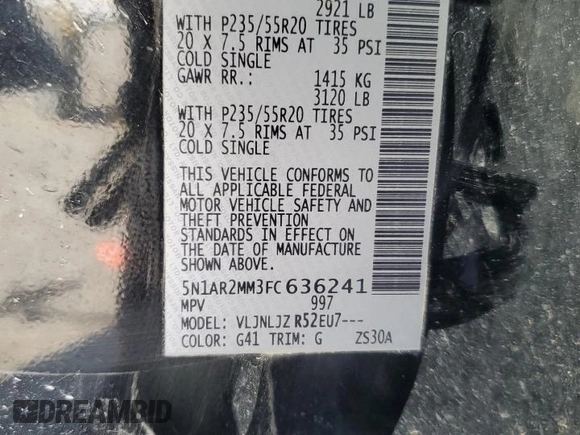 2921 LB
WITH P235/55R20 TIRES
20 X 7.5 RIMS AT 35 PSI
COLD SINGLE
GAWR RR.: 1415 KG
3120 LB
WITH P235/55R20 TIRES
20 X 7.5 RIMS AT 35 PSI
COLD SINGLE
THIS VEHICLE CONFORMS TO
ALL APPLICABLE FEDERAL
MOTOR VEHICLE SAFETY AND
THEFT PREVENTION
STANDARDS IN EFFECT ON
THE DATE OF MANUFACTURE
SHOWN ABOVE.
5N1AR2MM3FC636241
MPV 997
MODEL: VLJNLJZ R52EU7---
COLOR: G41 TRIM: G ZS30A
DREAMBID